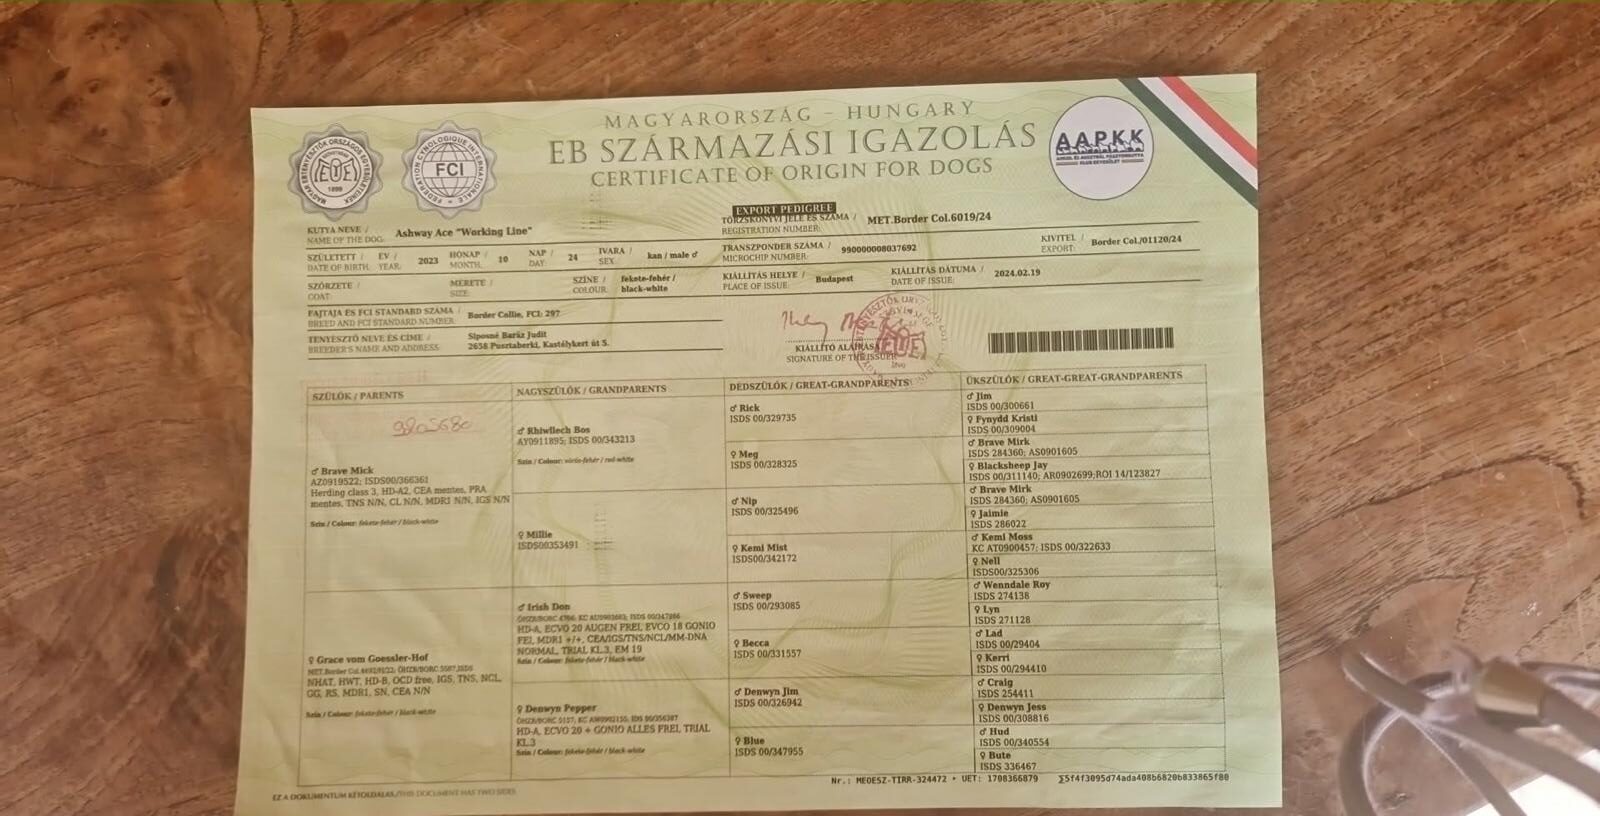 MAGYARORSZÁG - HUNGARY
EB SZÁRMAZÁSI IGAZOLÁS
CERTIFICATE OF ORIGIN FOR DOGS
MAGYAR EBTENYÉSZTŐK ORSZÁGOS EGYESÜLETEINEK
1899
FEDERATION CYNOLOGIQUE INTERNATIONALE
FCI
AAPKK
EXPORT PEDIGREE
KUTYA NEVE /
NAME OF THE DOG:
Ashway Ace "Working Line"
TÖRZSKÖNYVI JELE ÉS SZÁMA /
REGISTRATION NUMBER:
MET.Border Col.6019/24
SZÜLETETT / ÉV / 2023 HÓNAP / 10 NAP / 24 IVARA / kan / male ♂
DATE OF BIRTH: YEAR: MONTH: DAY: SEX:
TRANSZPONDER SZÁMA /
MICROCHIP NUMBER:
990000008037692
KIVITEL /
EXPORT:
Border Col./01120/24
SZŐRZETE / MÉRETE / SZÍNE / fekete-fehér /
COAT: SIZE: COLOUR: black-white
KIÁLLÍTÁS HELYE /
PLACE OF ISSUE:
Budapest
KIÁLLÍTÁS DÁTUMA /
DATE OF ISSUE:
2024.02.19
FAJTÁJA ÉS FCI STANDARD SZÁMA /
BREED AND FCI STANDARD NUMBER:
Border Collie, FCI: 297
TENYÉSZTŐ NEVE ÉS CÍME /
BREEDER'S NAME AND ADDRESS:
Siposné Baráz Judit
2658 Pusztaberki, Kastélykert út 5.
KIÁLLÍTÓ ALÁÍRÁSA
SIGNATURE OF THE ISSUER
SZÜLŐK / PARENTS
♂ Brave Mick
AZ0919522; ISDS00/366361
Herding class 3, HD-A2, CEA mentes, PRA
mentes, TNS N/N, CL N/N, MDR1 N/N, IGS N/N
Szín / Colour: fekete-fehér / black-white
♀ Grace vom Goessler-Hof
NHAT, HWT, HD-B, OCD free, IGS, TNS, NCL,
GG, RS, MDR1, SN, CEA N/N
Szín / Colour: fekete-fehér / black-white
NAGYSZÜLŐK / GRANDPARENTS
♂ Rhiwllech Bos
AY0911895; ISDS 00/343213
Szín / Colour: vörös-fehér / red-white
♀ Millie
ISDS00353491
♂ Irish Don
HD-A, ECVO 20 AUGEN FREI, EVCO 18 GONIO
FEI, MDR1 +/+, CEA/IGS/TNS/NCL/MM-DNA
NORMAL, TRIAL KL.3, EM 19
Szín / Colour: fekete-fehér / black-white
♀ Denwyn Pepper
HD-A, ECVO 20 + GONIO ALLES FREI, TRIAL
KL.3
Szín / Colour: fekete-fehér / black-white
DÉDSZÜLŐK / GREAT-GRANDPARENTS
♂ Rick
ISDS 00/329735
♀ Meg
ISDS 00/328325
♂ Nip
ISDS 00/325496
♀ Kemi Mist
ISDS00/342172
♂ Sweep
ISDS 00/293085
♀ Becca
ISDS 00/331557
♂ Denwyn Jim
ISDS 00/326942
♀ Blue
ISDS 00/347955
ÜKSZÜLŐK / GREAT-GREAT-GRANDPARENTS
♂ Jim
ISDS 00/300661
♀ Fynydd Kristi
ISDS 00/309004
♂ Brave Mirk
ISDS 284360; AS0901605
♀ Blacksheep Jay
ISDS 00/311140; AR0902699;ROI 14/123827
♂ Brave Mirk
ISDS 284360; AS0901605
♀ Jaimie
ISDS 286022
♂ Kemi Moss
KC AT0900457; ISDS 00/322633
♀ Nell
ISDS00/325306
♂ Wenndale Roy
ISDS 274138
♀ Lyn
ISDS 271128
♂ Lad
ISDS 00/29404
♀ Kerri
ISDS 00/294410
♂ Craig
ISDS 254411
♀ Denwyn Jess
ISDS 00/308816
♂ Hud
ISDS 00/340554
♀ Bute
ISDS 336467
Nr.: MEOESZ-TIRR-324472 • UET: 1708366879 ∑5f4f3095d74ada408b6820b833865f80
EZ A DOKUMENTUM KÉTOLDALAS/THIS DOCUMENT HAS TWO SIDES